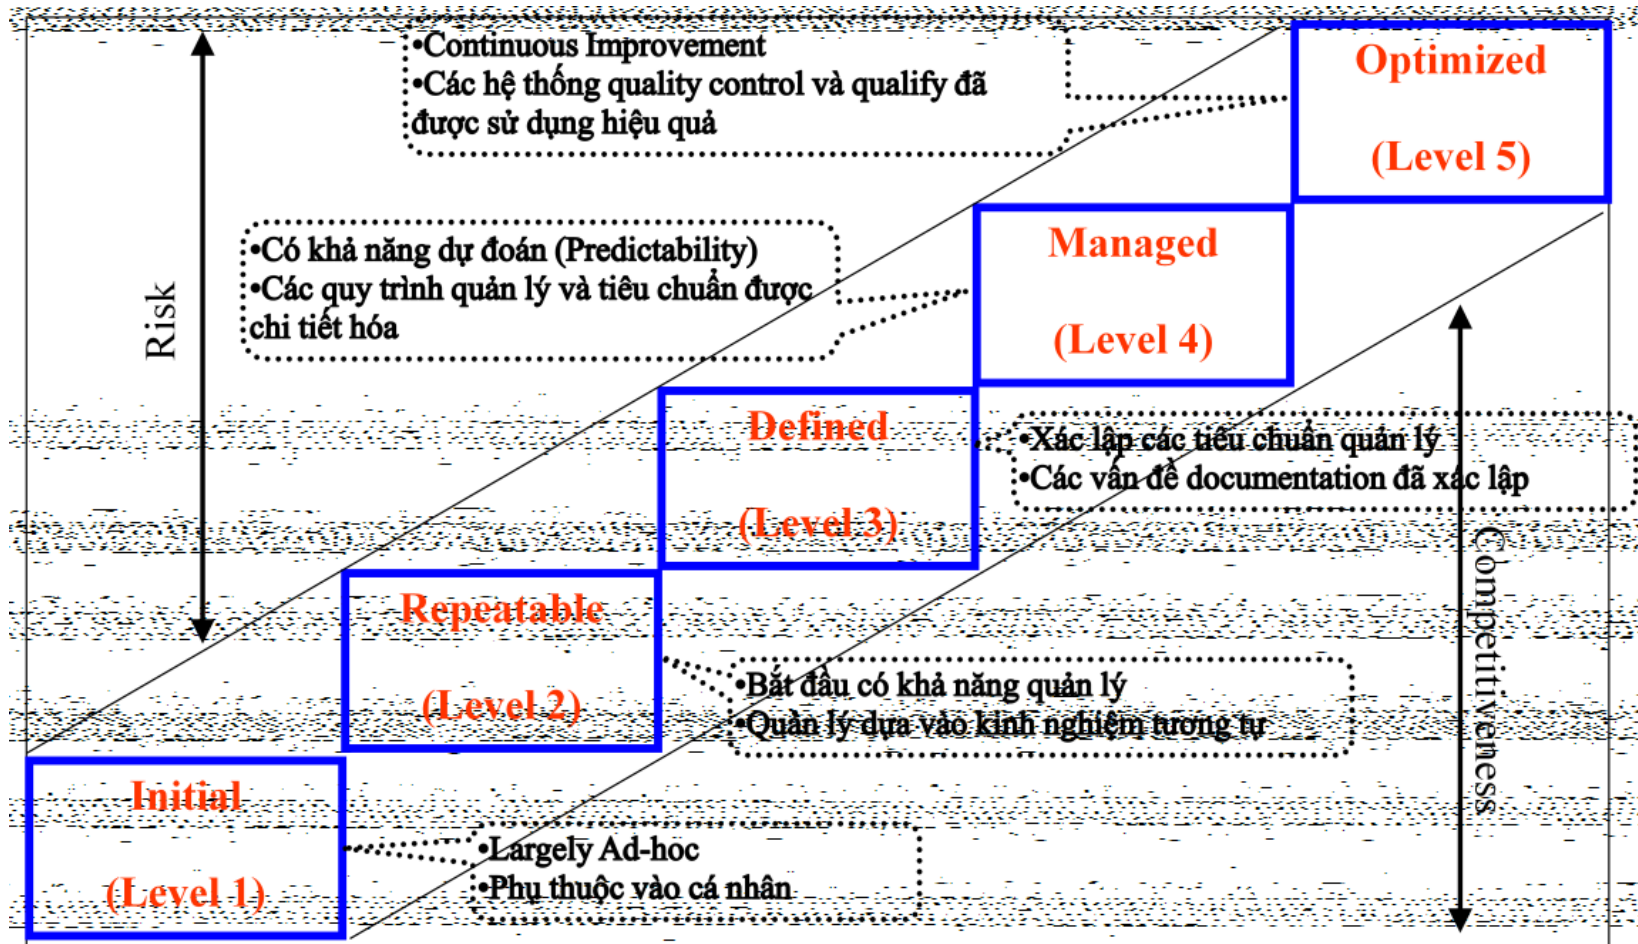 •Continuous Improvement
•Các hệ thống quality control và qualify đã
được sử dụng hiệu quả
Optimized
(Level 5)
•Có khả năng dự đoán (Predictability)
•Các quy trình quản lý và tiêu chuẩn được
chi tiết hóa
Managed
(Level 4)
Risk
Defined
(Level 3)
•Xác lập các tiêu chuẩn quản lý
•Các vấn đề documentation đã xác lập
Competitiveness
Repeatable
(Level 2)
•Bắt đầu có khả năng quản lý
•Quản lý dựa vào kinh nghiệm tương tự
Initial
(Level 1)
•Largely Ad-hoc
•Phụ thuộc vào cá nhân